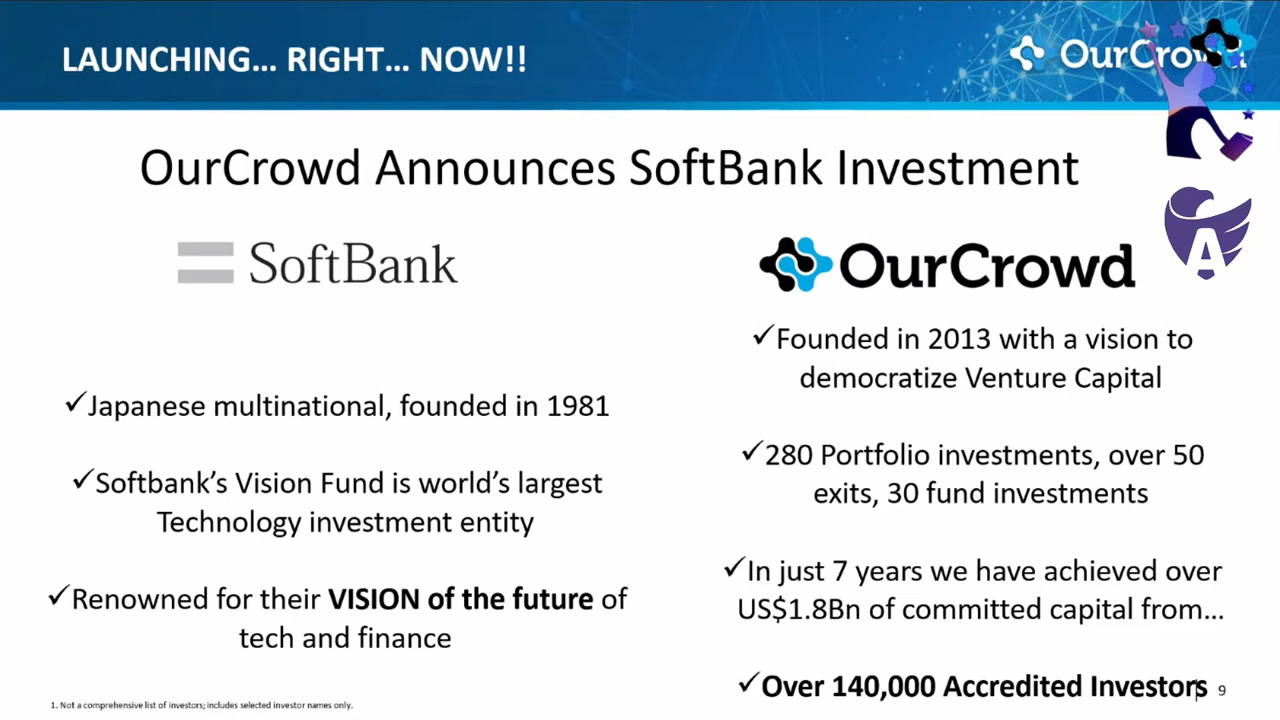 LAUNCHING... RIGHT... NOW!!
OurCrowd
OurCrowd Announces SoftBank Investment
SoftBank
✓Japanese multinational, founded in 1981
✓Softbank's Vision Fund is world's largest
Technology investment entity
✓Renowned for their VISION of the future of
tech and finance
OurCrowd
A
✓Founded in 2013 with a vision to
democratize Venture Capital
✓280 Portfolio investments, over 50
exits, 30 fund investments
✓In just 7 years we have achieved over
US$1.8Bn of committed capital from...
✓Over 140,000 Accredited Investors
1. Not a comprehensive list of investors; includes selected investor names only.
9